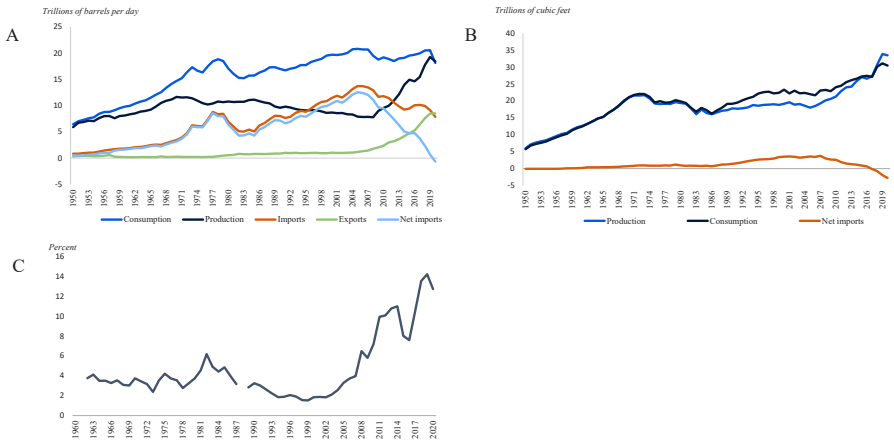 A
Trillions of barrels per day
25
20
15
10
5
0
-5
1950 1953 1956 1959 1962 1965 1968 1971 1974 1977 1980 1983 1986 1989 1992 1995 1998 2001 2004 2007 2010 2013 2016 2019
Consumption Production Imports Exports Net imports
B
Trillions of cubic feet
40
35
30
25
20
15
10
5
0
-5
1950 1953 1956 1959 1962 1965 1968 1971 1974 1977 1980 1983 1986 1989 1992 1995 1998 2001 2004 2007 2010 2013 2016 2019
Production Consumption Net imports
C
Percent
16
14
12
10
8
6
4
2
0
1960 1963 1966 1969 1972 1975 1978 1981 1984 1987 1990 1993 1996 1999 2002 2005 2008 2011 2014 2017 2020